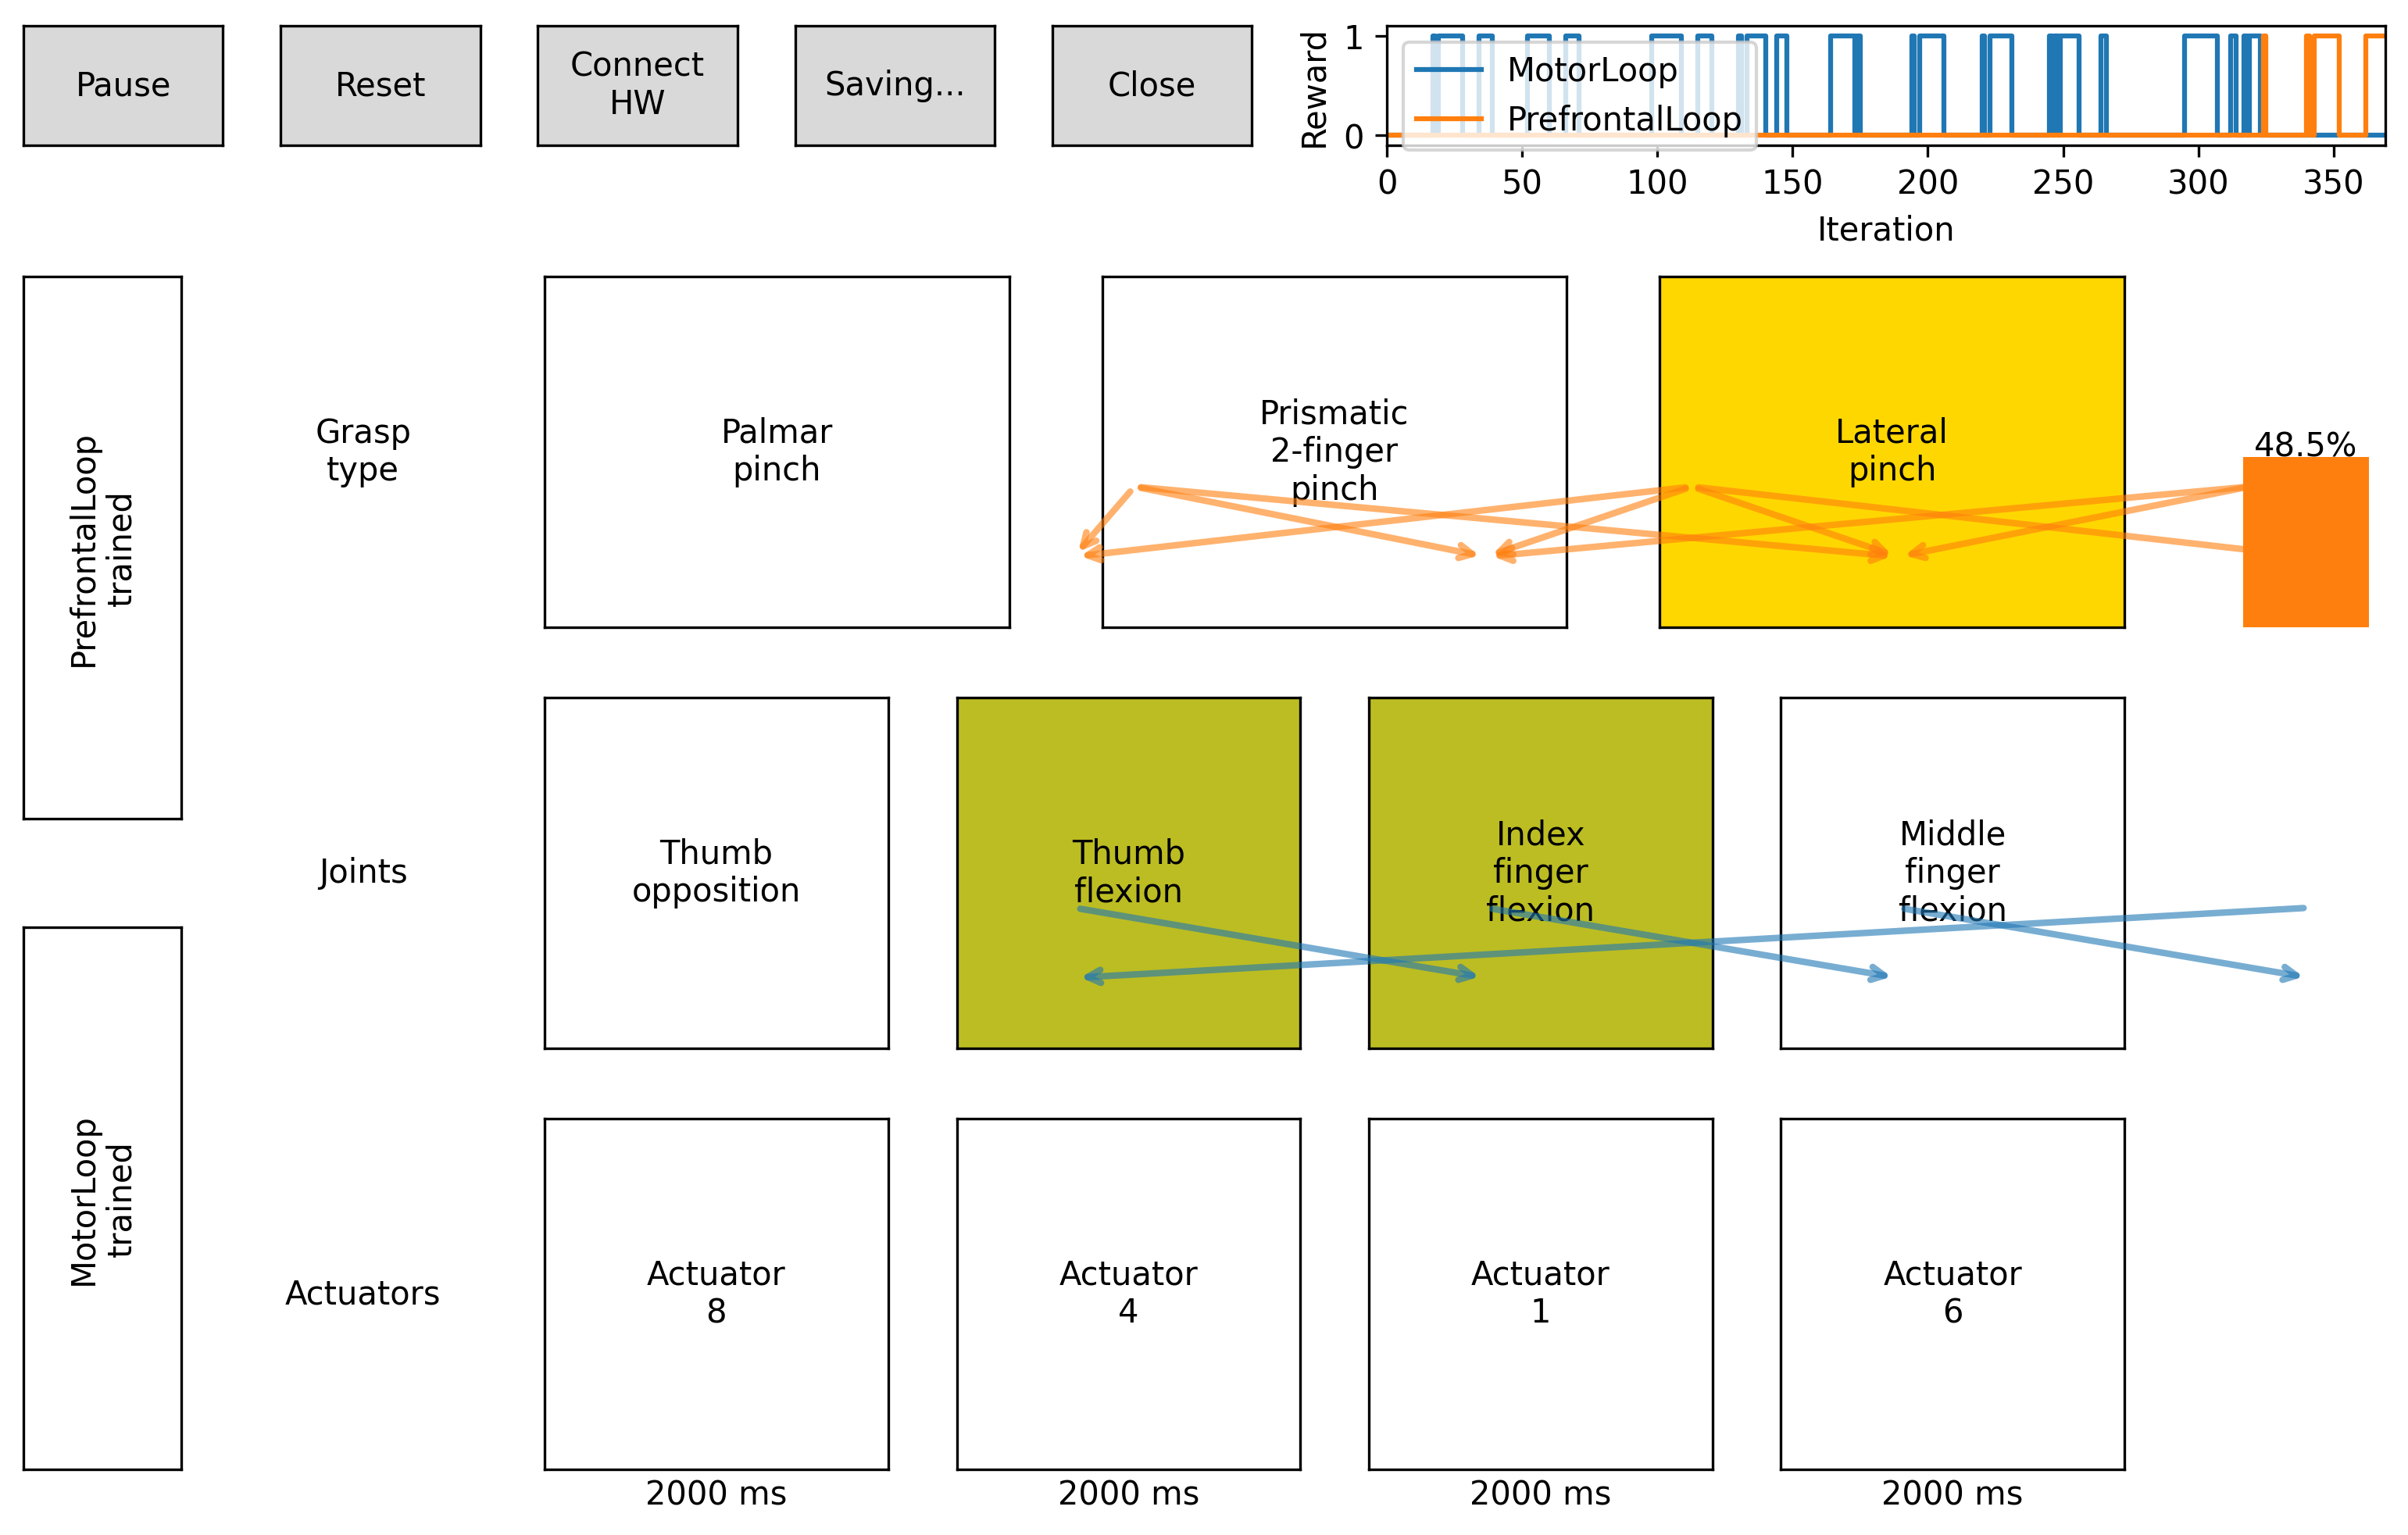 Pause
Reset
Connect
HW
Saving...
Close
Reward
1
0
MotorLoop
PrefrontalLoop
0 50 100 150 200 250 300 350
Iteration
PrefrontalLoop
trained
Grasp
type
Palmar
pinch
Prismatic
2-finger
pinch
Lateral
pinch
48.5%
Joints
Thumb
opposition
Thumb
flexion
Index
finger
flexion
Middle
finger
flexion
MotorLoop
trained
Actuators
Actuator
8
Actuator
4
Actuator
1
Actuator
6
2000 ms
2000 ms
2000 ms
2000 ms